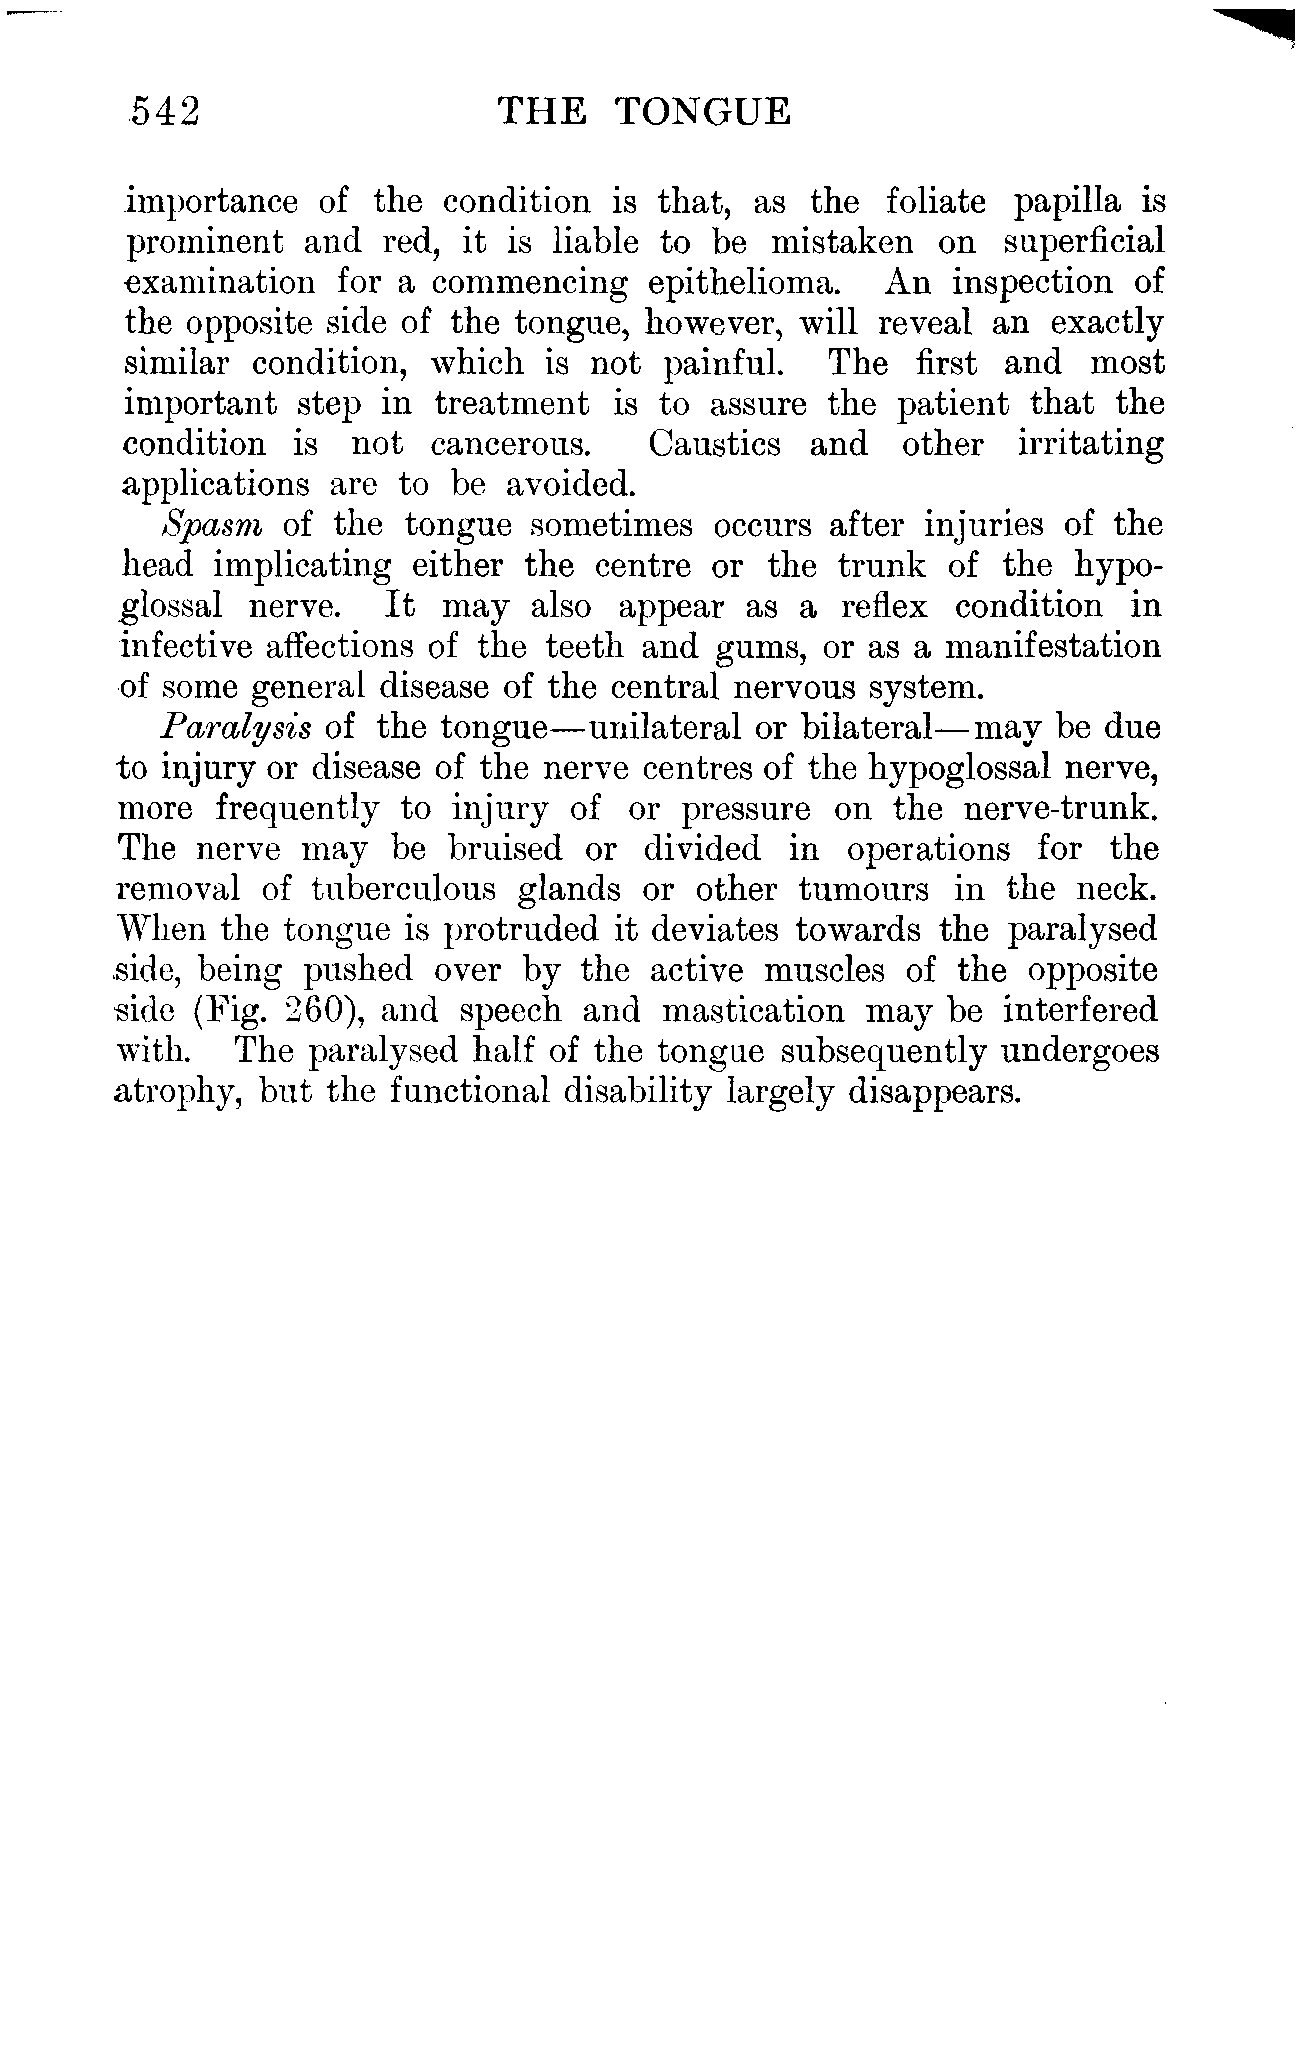 542 THE TONGUE
importance of the condition is that, as the foliate papilla is
prominent and red, it is liable to be mistaken on superficial
examination for a commencing epithelioma. An inspection of
the opposite side of the tongue, however, will reveal an exactly
similar condition, which is not painful. The first and most
important step in treatment is to assure the patient that the
condition is not cancerous. Caustics and other irritating
applications are to be avoided.
Spasm of the tongue sometimes occurs after injuries of the
head implicating either the centre or the trunk of the hypo-
glossal nerve. It may also appear as a reflex condition in
infective affections of the teeth and gums, or as a manifestation
of some general disease of the central nervous system.
Paralysis of the tongue—unilateral or bilateral—may be due
to injury or disease of the nerve centres of the hypoglossal nerve,
more frequently to injury of or pressure on the nerve-trunk.
The nerve may be bruised or divided in operations for the
removal of tuberculous glands or other tumours in the neck.
When the tongue is protruded it deviates towards the paralysed
side, being pushed over by the active muscles of the opposite
side (Fig. 260), and speech and mastication may be interfered
with. The paralysed half of the tongue subsequently undergoes
atrophy, but the functional disability largely disappears.